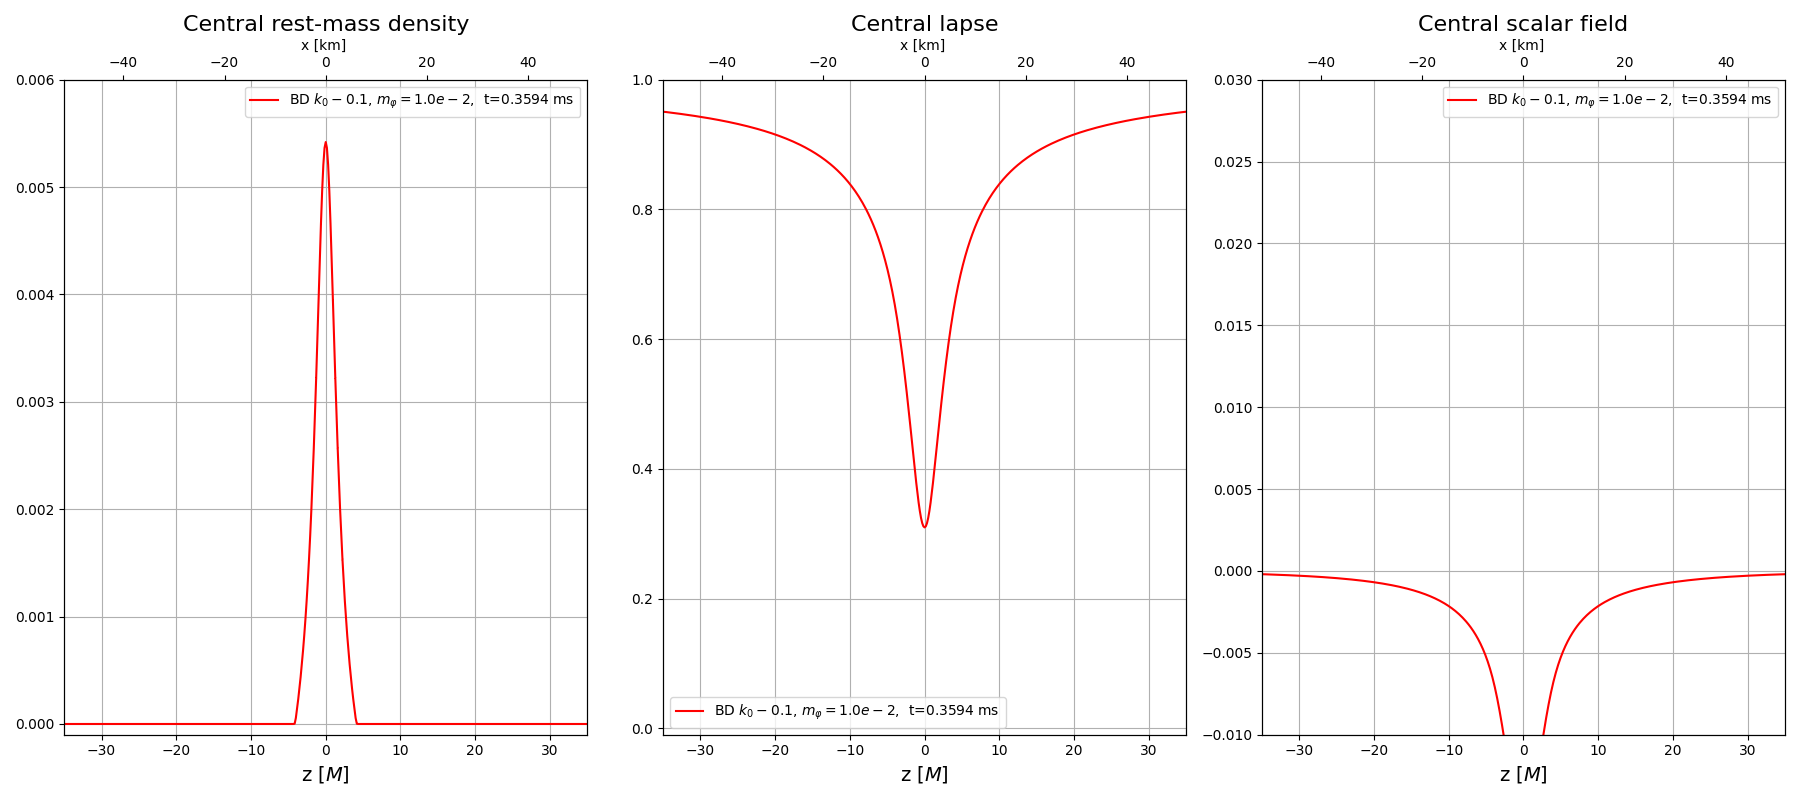 Central rest-mass density
x [km]
−40 −20 0 20 40
0.006
0.005
0.004
0.003
0.002
0.001
0.000
BD k₀ − 0.1, mᵩ = 1.0e − 2, t=0.3594 ms
−30 −20 −10 0 10 20 30
z [M]
Central lapse
x [km]
−40 −20 0 20 40
1.0
0.8
0.6
0.4
0.2
0.0
BD k₀ − 0.1, mᵩ = 1.0e − 2, t=0.3594 ms
−30 −20 −10 0 10 20 30
z [M]
Central scalar field
x [km]
−40 −20 0 20 40
0.030
0.025
0.020
0.015
0.010
0.005
0.000
−0.005
−0.010
BD k₀ − 0.1, mᵩ = 1.0e − 2, t=0.3594 ms
−30 −20 −10 0 10 20 30
z [M]